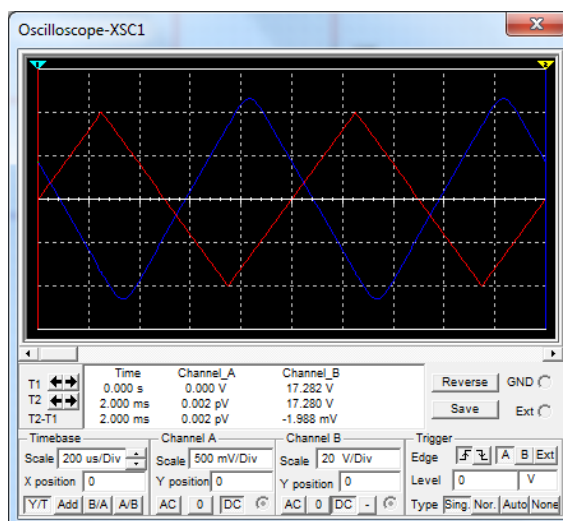 Oscilloscope-XSC1
1 2
Time Channel_A Channel_B
T1 0.000 s 0.000 V 17.282 V
T2 2.000 ms 0.002 pV 17.280 V
T2-T1 2.000 ms 0.002 pV -1.988 mV
Reverse GND
Save Ext
Timebase Channel A Channel B Trigger
Scale 200 us/Div Scale 500 mV/Div Scale 20 V/Div Edge A B Ext
X position 0 Y position 0 Y position 0 Level 0 V
Y/T Add B/A A/B AC 0 DC AC 0 DC - Type Sing. Nor. Auto None